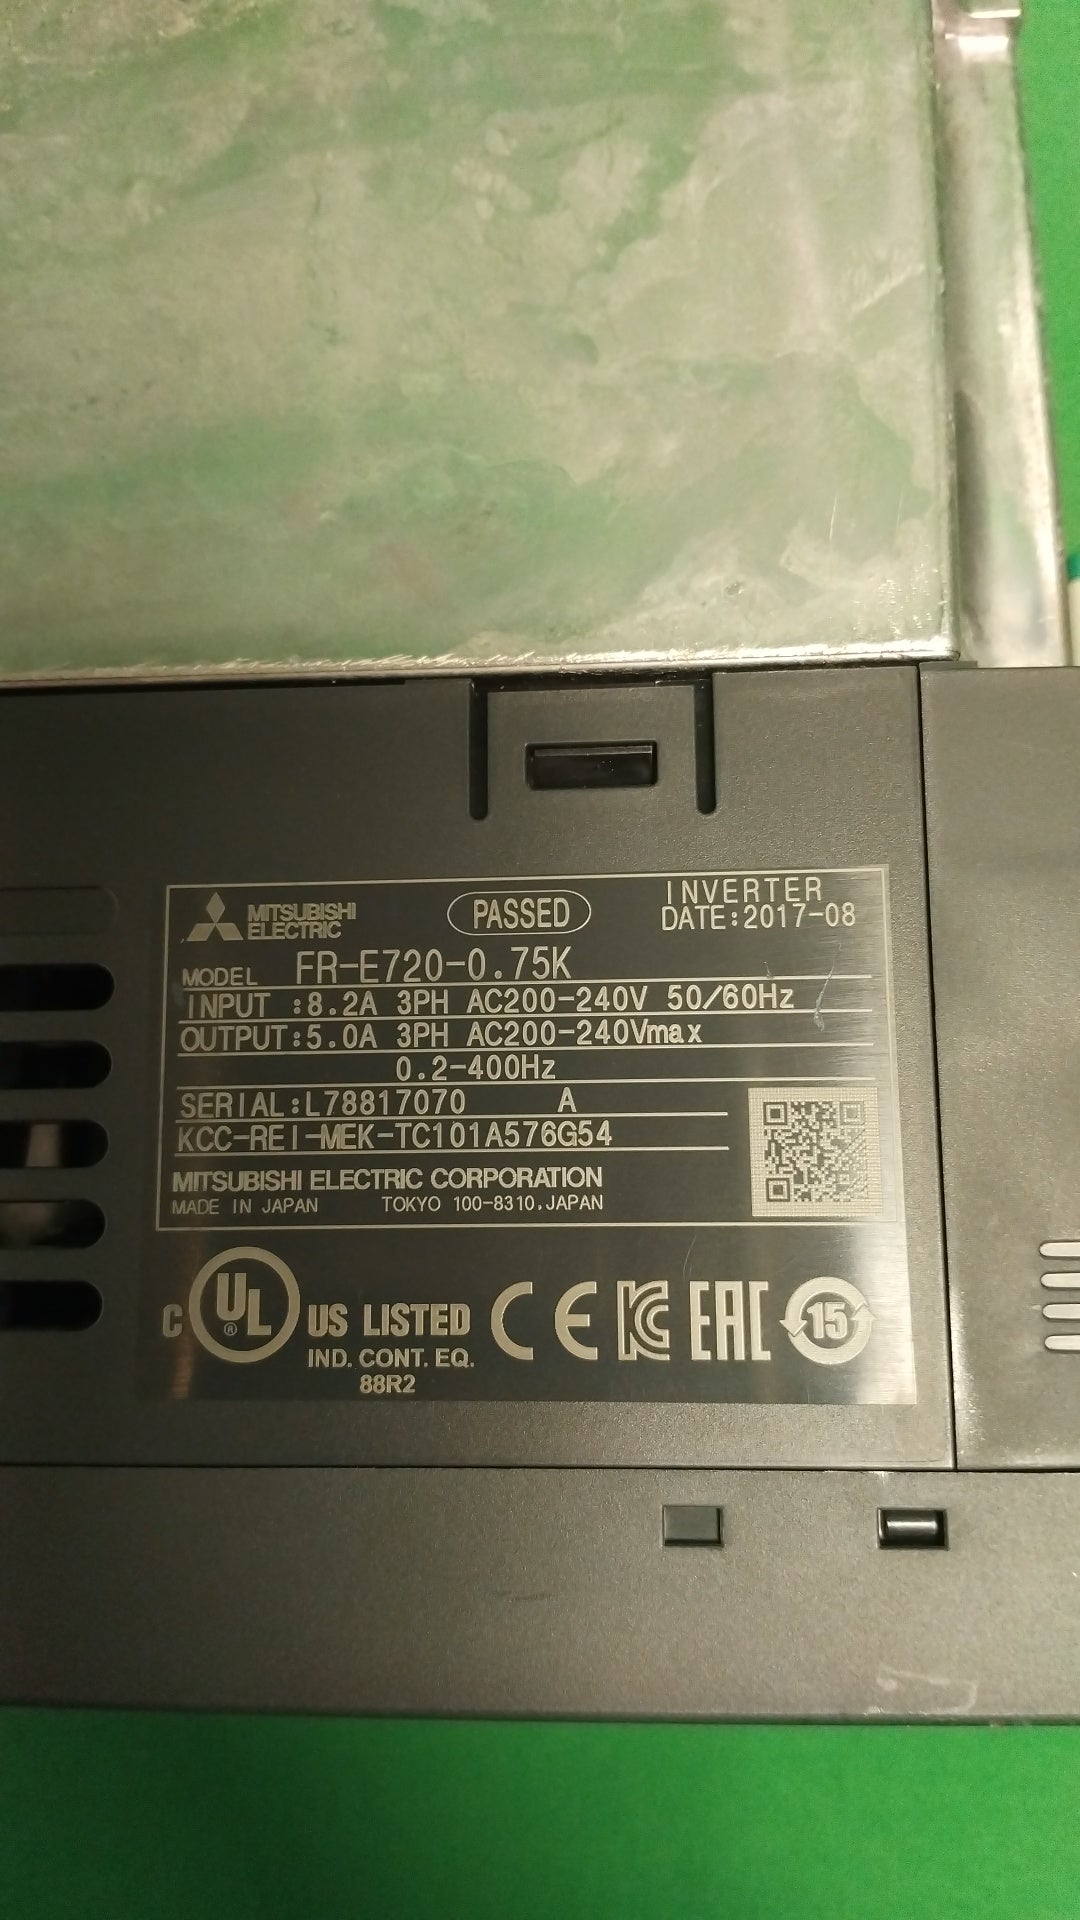 MITSUBISHI
ELECTRIC
PASSED
INVERTER
DATE:2017-08
MODEL FR-E720-0.75K
INPUT :8.2A 3PH AC200-240V 50/60Hz
OUTPUT:5.0A 3PH AC200-240Vmax
0.2-400Hz
SERIAL:L78817070 A
KCC-REI-MEK-TC101A576G54
MITSUBISHI ELECTRIC CORPORATION
MADE IN JAPAN TOKYO 100-8310,JAPAN
C UL ® US LISTED CE KC EAC 15
IND. CONT. EQ.
88R2